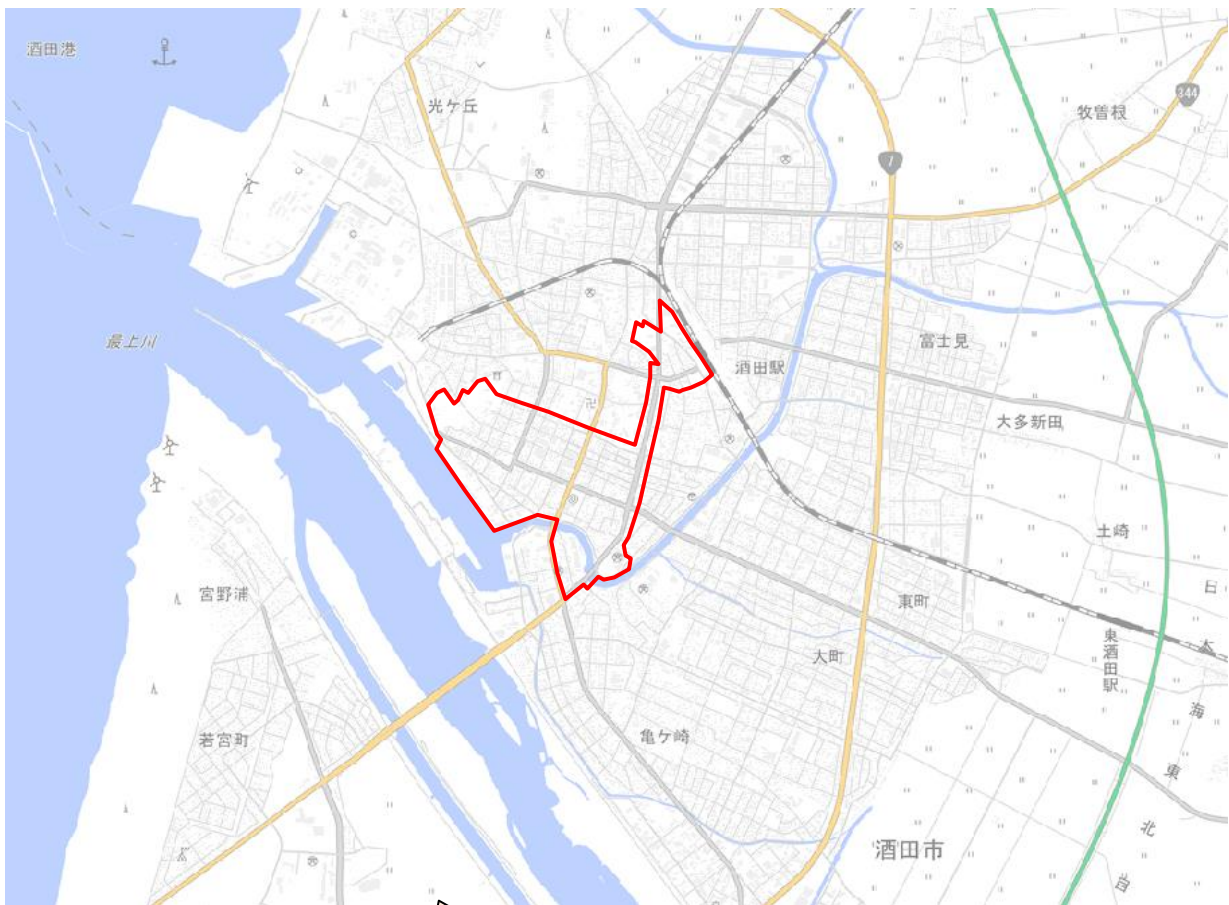 酒田港
光ケ丘
344
牧曽根
7
最上川
酒田駅
富士見
大多新田
土崎
宮野浦
東町
日
大町
東酒田駅
本
海
若宮町
亀ケ崎
東
北
酒田市